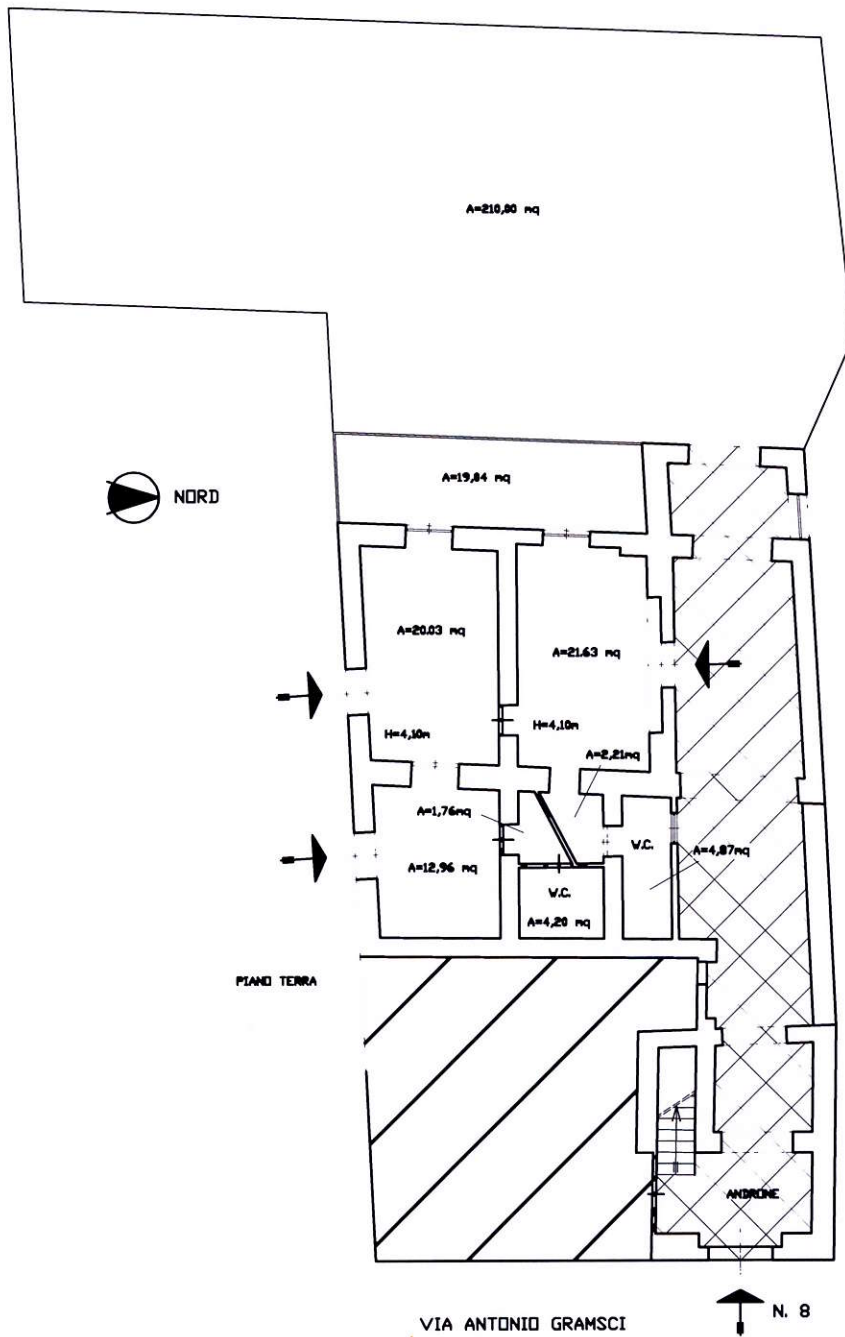 A=210,80 mq
A=19,84 mq
NORD
A=20.03 mq
A=21.63 mq
H=4,10m
H=4,10m
A=2,21mq
A=1,76mq
W.C.
A=4,87mq
A=12,96 mq
W.C.
A=4,20 mq
PIANO TERRA
ANDRONE
VIA ANTONIO GRAMSCI
N. 8